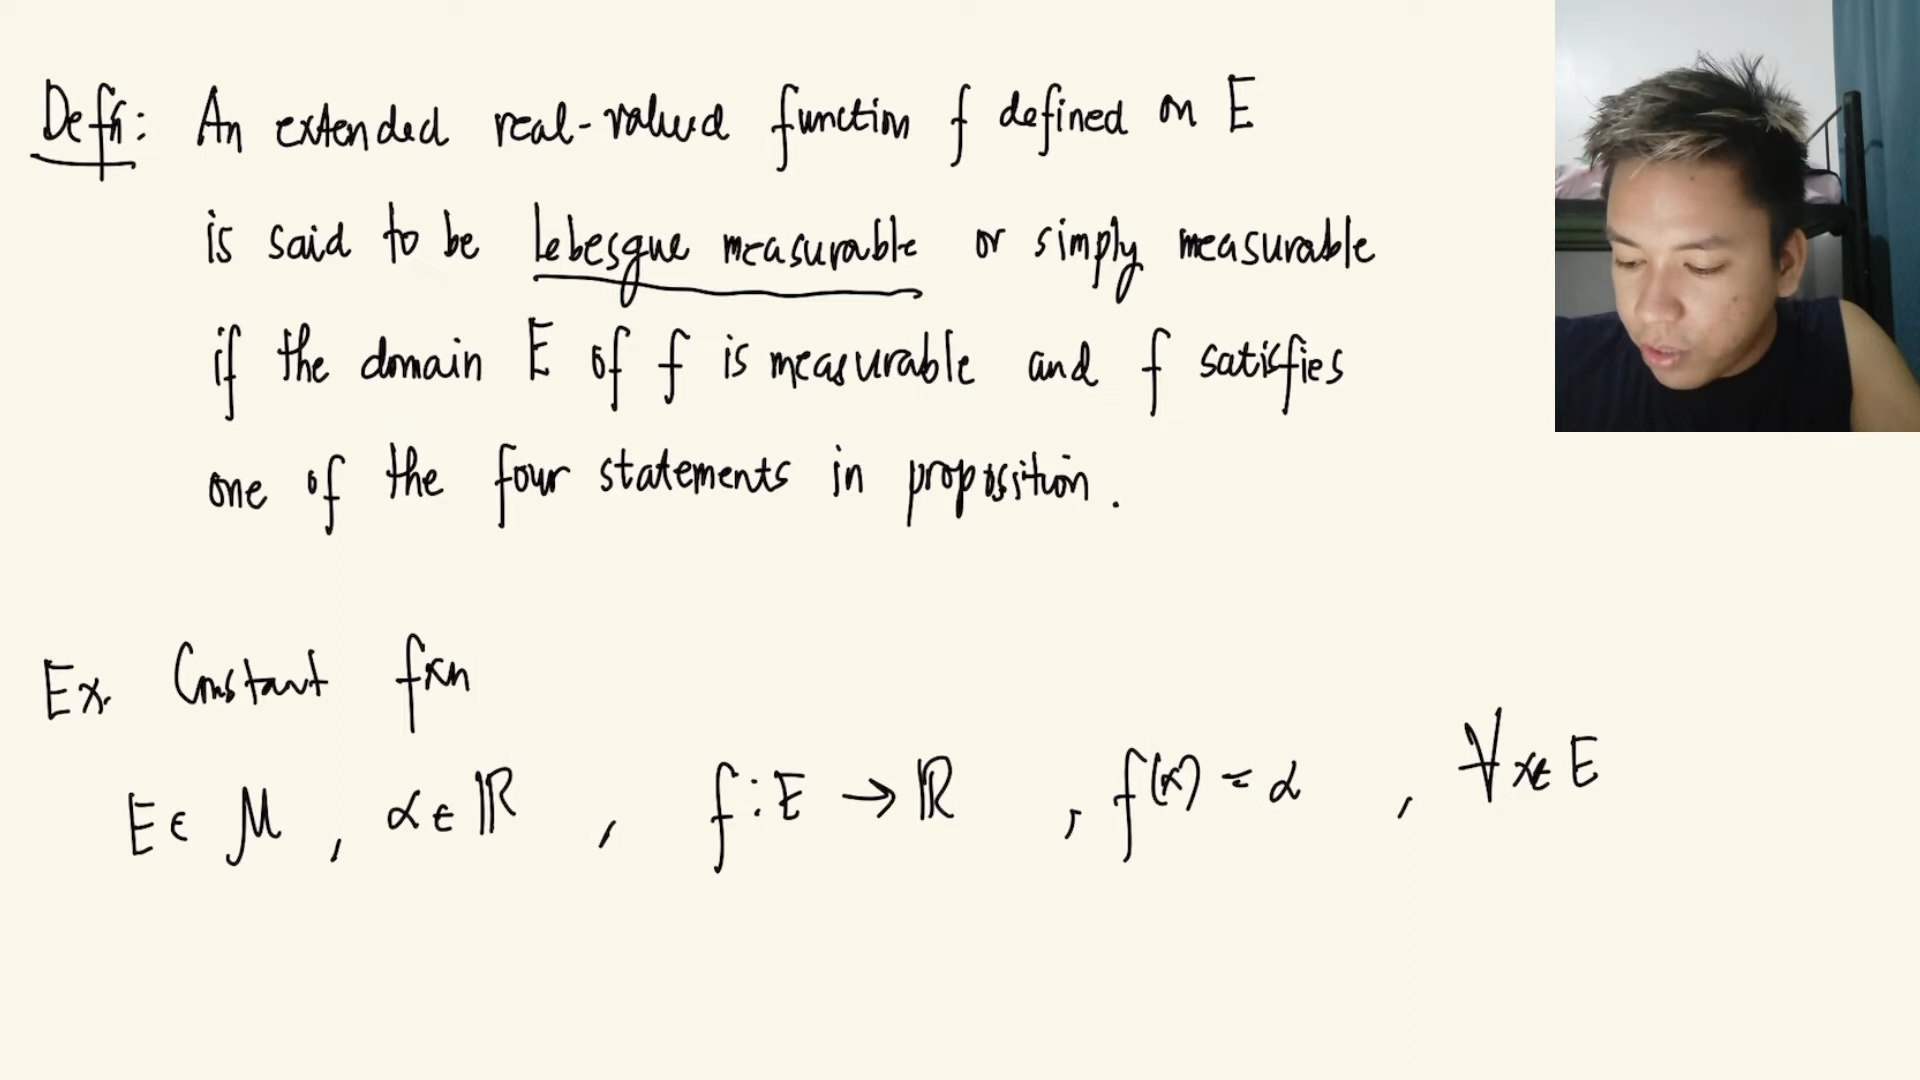 Defn: An extended real-valued function f defined on E
is said to be lebesgue measurable or simply measurable
if the domain E of f is measurable and f satisfies
one of the four statements in proposition.
Ex. Constant fxn
E ∈ M, α ∈ ℝ, f: E → ℝ, f(x) = α, ∀x∈E